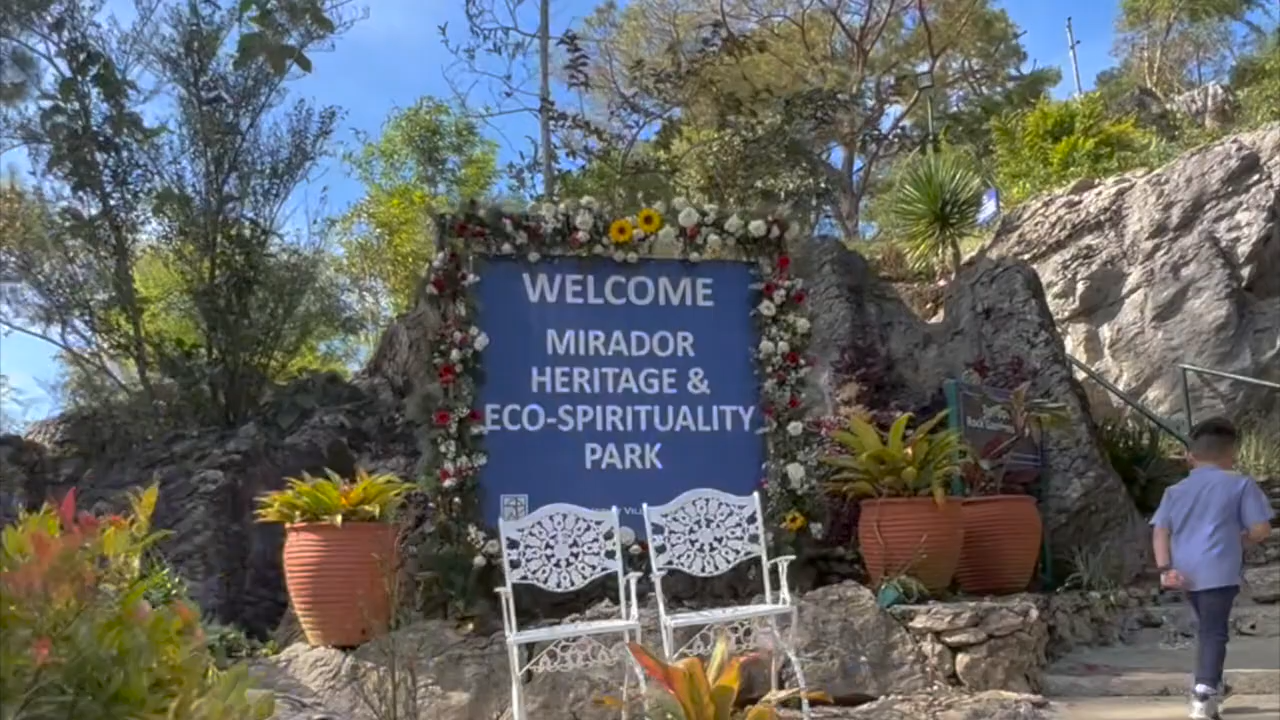 WELCOME
MIRADOR
HERITAGE &
ECO-SPIRITUALITY
PARK